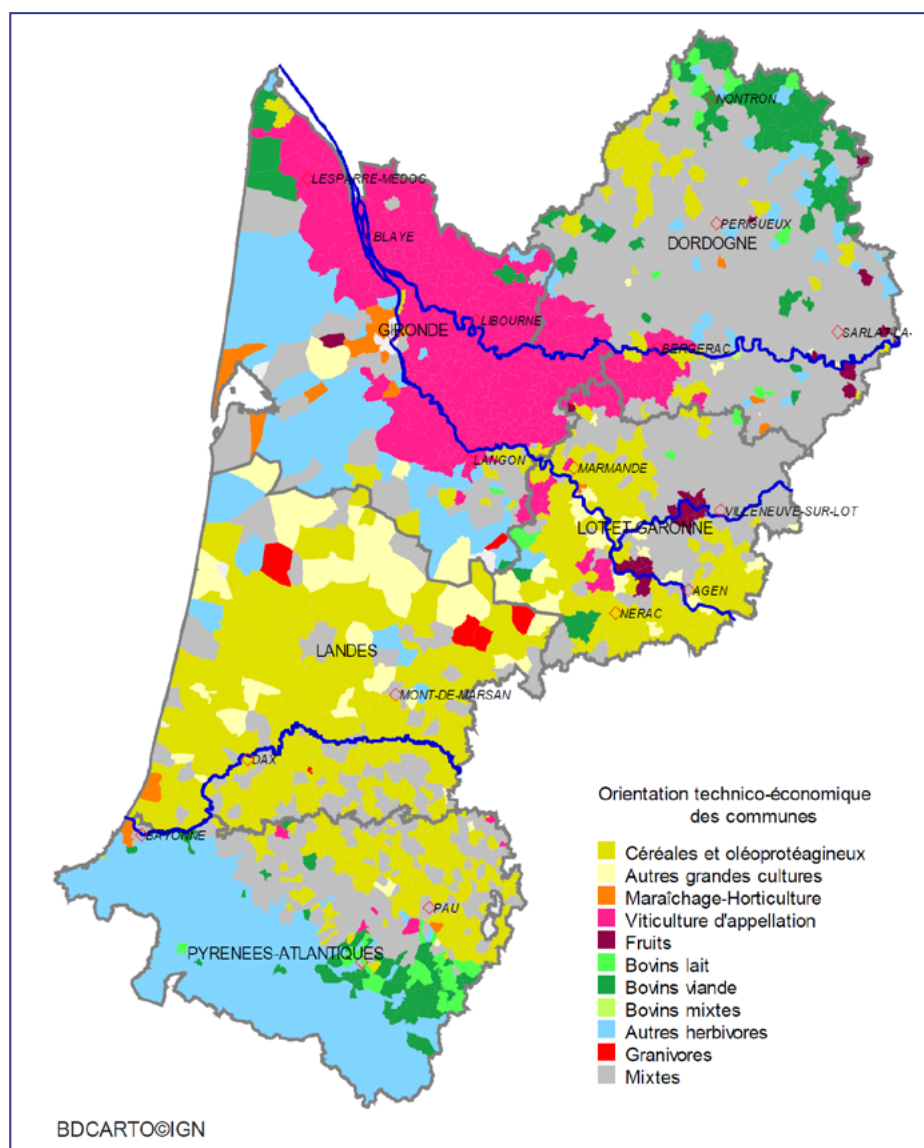 NONTRON
LESPARRE-MEDOC
PERIGUEUX
BLAYE
DORDOGNE
LIBOURNE
GIRONDE
SARLAT-LA-
BERGERAC
LANGON
MARMANDE
VILLENEUVE-SUR-LOT
LOT-ET-GARONNE
AGEN
NERAC
LANDES
MONT-DE-MARSAN
DAX
Orientation technico-économique
des communes
BAYONNE
Céréales et oléoprotéagineux
Autres grandes cultures
Maraîchage-Horticulture
PAU
Viticulture d'appellation
Fruits
PYRENEES-ATLANTIQUES
Bovins lait
Bovins viande
Bovins mixtes
Autres herbivores
Granivores
Mixtes
BDCARTO©IGN